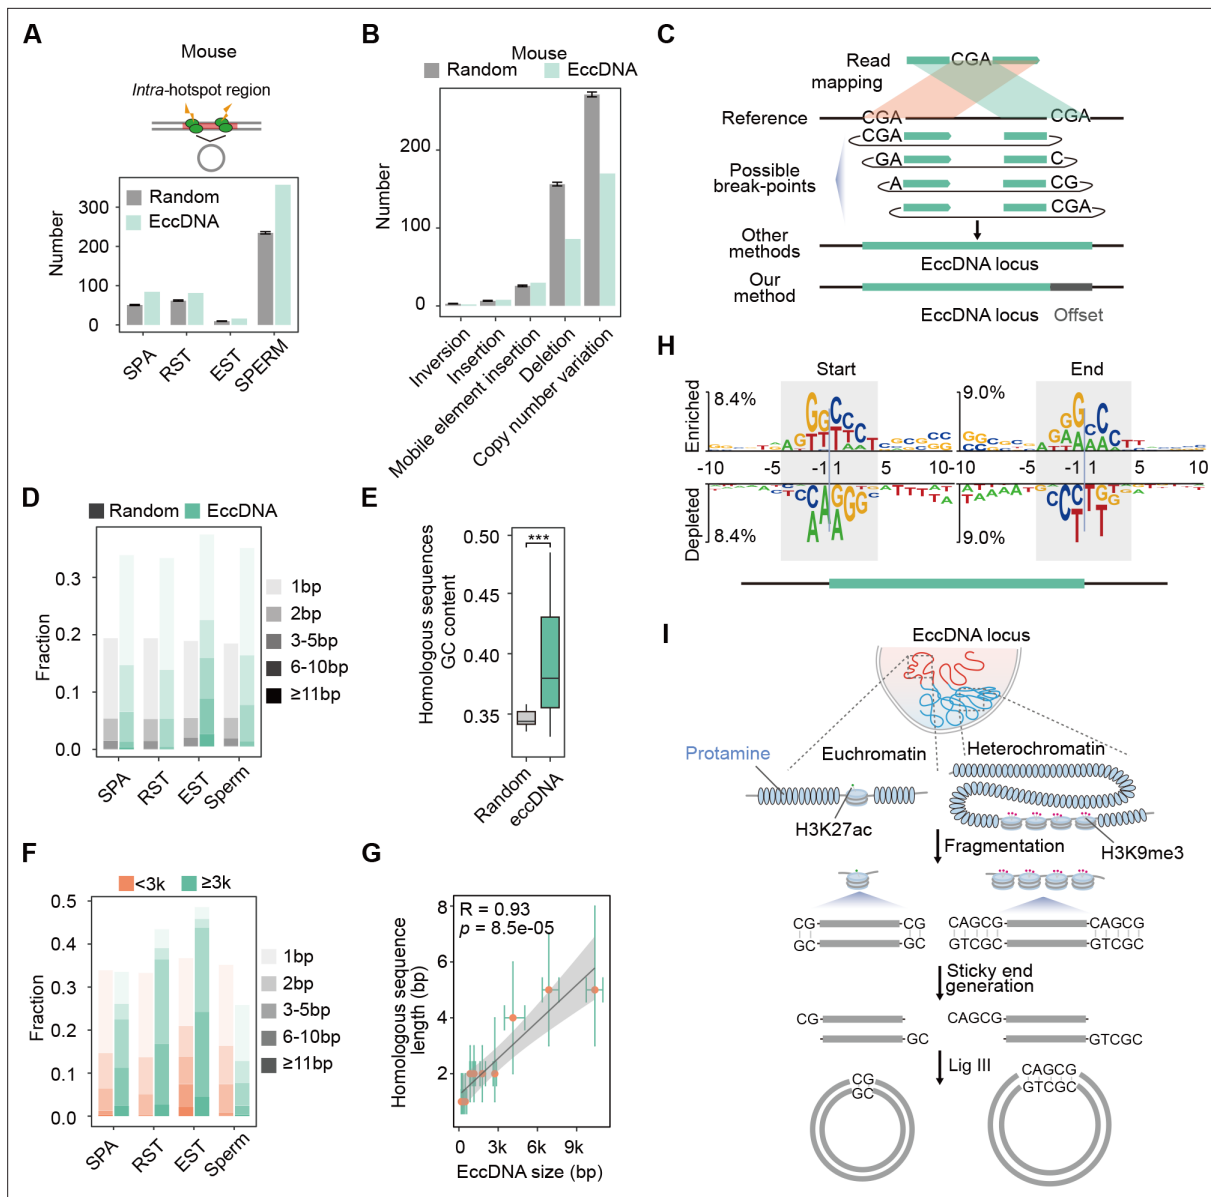 A
Mouse
Intra-hotspot region
Random
EccDNA
Number
300
200
100
0
SPA
RST
EST
SPERM
B
Mouse
Random
EccDNA
Number
200
100
0
Inversion
Insertion
Mobile element insertion
Deletion
Copy number variation
C
Read
mapping
CGA
Reference
CGA
CGA
Possible
break-points
CGA
GA
C
A
CG
CGA
Other
methods
EccDNA locus
Our
method
EccDNA locus
Offset
D
Random
EccDNA
Fraction
0.3
0.2
0.1
0.0
1bp
2bp
3-5bp
6-10bp
≥11bp
SPA
RST
EST
Sperm
E
Homologous sequences
GC content
0.50
0.45
0.40
0.35
***
Random
eccDNA
F
<3k
≥3k
Fraction
0.5
0.4
0.3
0.2
0.1
0.0
1bp
2bp
3-5bp
6-10bp
≥11bp
SPA
RST
EST
Sperm
G
Homologous sequence
length (bp)
8
6
4
2
R = 0.93
p = 8.5e-05
0
3k
6k
9k
EccDNA size (bp)
H
Start
End
Enriched
8.4%
9.0%
-10
-5
-1
1
5
10
-10
-5
-1
1
5
10
Depleted
8.4%
9.0%
EccDNA locus
I
Protamine
Euchromatin
Heterochromatin
H3K27ac
H3K9me3
Fragmentation
CG
CG
GC
GC
CAGCG
CAGCG
GTCGC
GTCGC
Sticky end
generation
CG
GC
CAGCG
GTCGC
Lig III
CG
GC
CAGCG
GTCGC